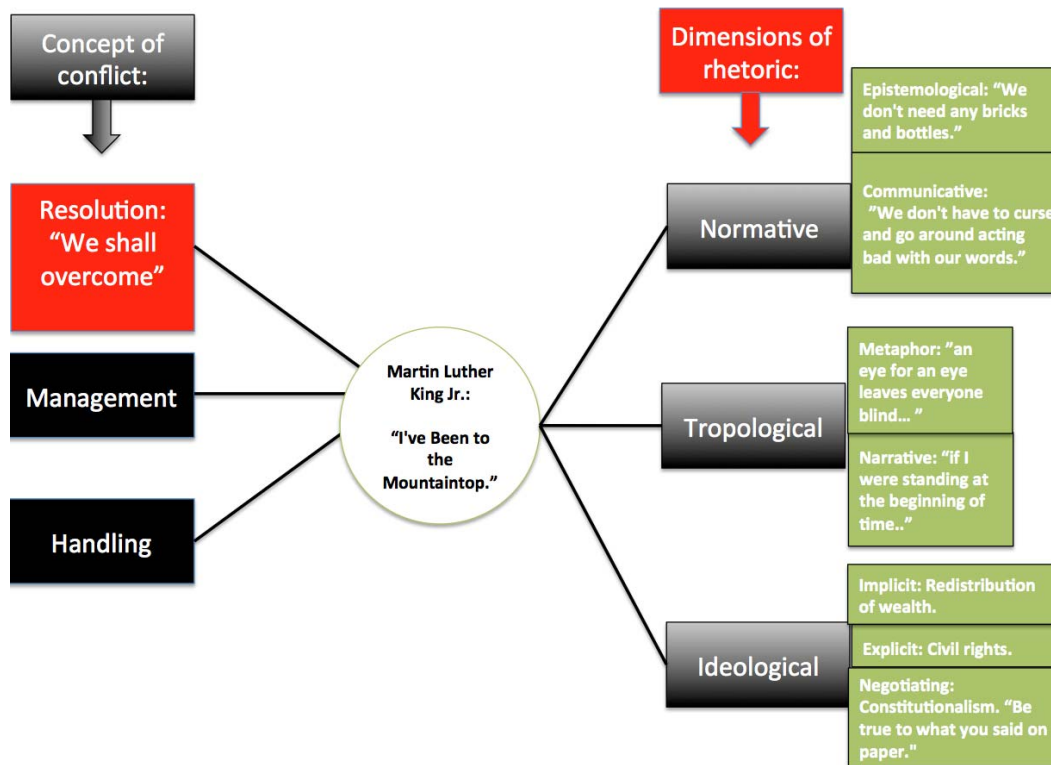 Concept of
conflict:
Resolution:
“We shall
overcome”
Management
Handling
Martin Luther
King Jr.:
“I've Been to
the
Mountaintop.”
Dimensions of
rhetoric:
Normative
Epistemological: “We
don't need any bricks
and bottles.”
Communicative:
”We don't have to curse
and go around acting
bad with our words.”
Tropological
Metaphor: ”an
eye for an eye
leaves everyone
blind… ”
Narrative: “if I
were standing at
the beginning of
time..”
Ideological
Implicit: Redistribution
of wealth.
Explicit: Civil rights.
Negotiating:
Constitutionalism. “Be
true to what you said on
paper."